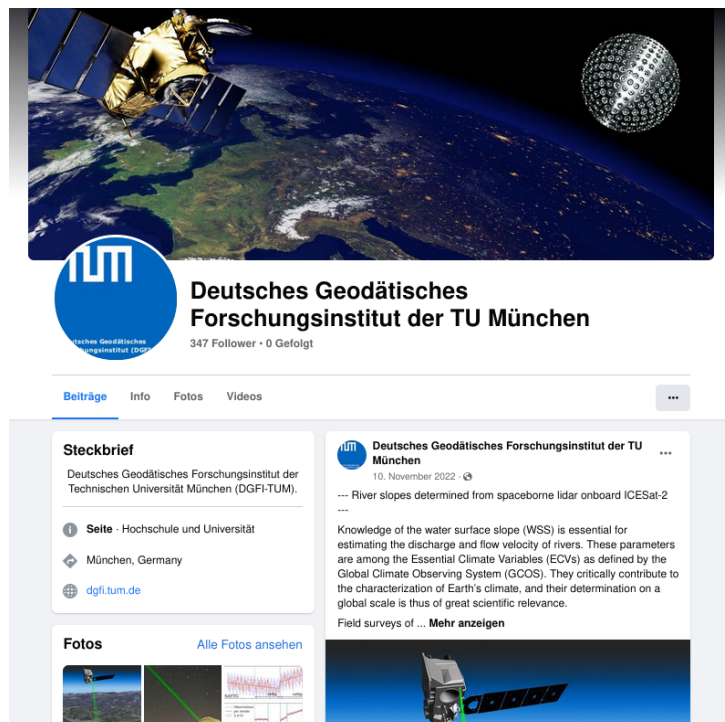 TUM
Deutsches Geodätisches
Forschungsinstitut der TU München
347 Follower • 0 Gefolgt
Beiträge
Info
Fotos
Videos
Steckbrief
Deutsches Geodätisches Forschungsinstitut der
Technischen Universität München (DGFI-TUM).
Seite · Hochschule und Universität
München, Germany
dgfi.tum.de
Fotos
Alle Fotos ansehen
Deutsches Geodätisches Forschungsinstitut der TU
München
10. November 2022 ·
--- River slopes determined from spaceborne lidar onboard ICESat-2
---
Knowledge of the water surface slope (WSS) is essential for
estimating the discharge and flow velocity of rivers. These parameters
are among the Essential Climate Variables (ECVs) as defined by the
Global Climate Observing System (GCOS). They critically contribute to
the characterization of Earth's climate, and their determination on a
global scale is thus of great scientific relevance.
Field surveys of ... Mehr anzeigen